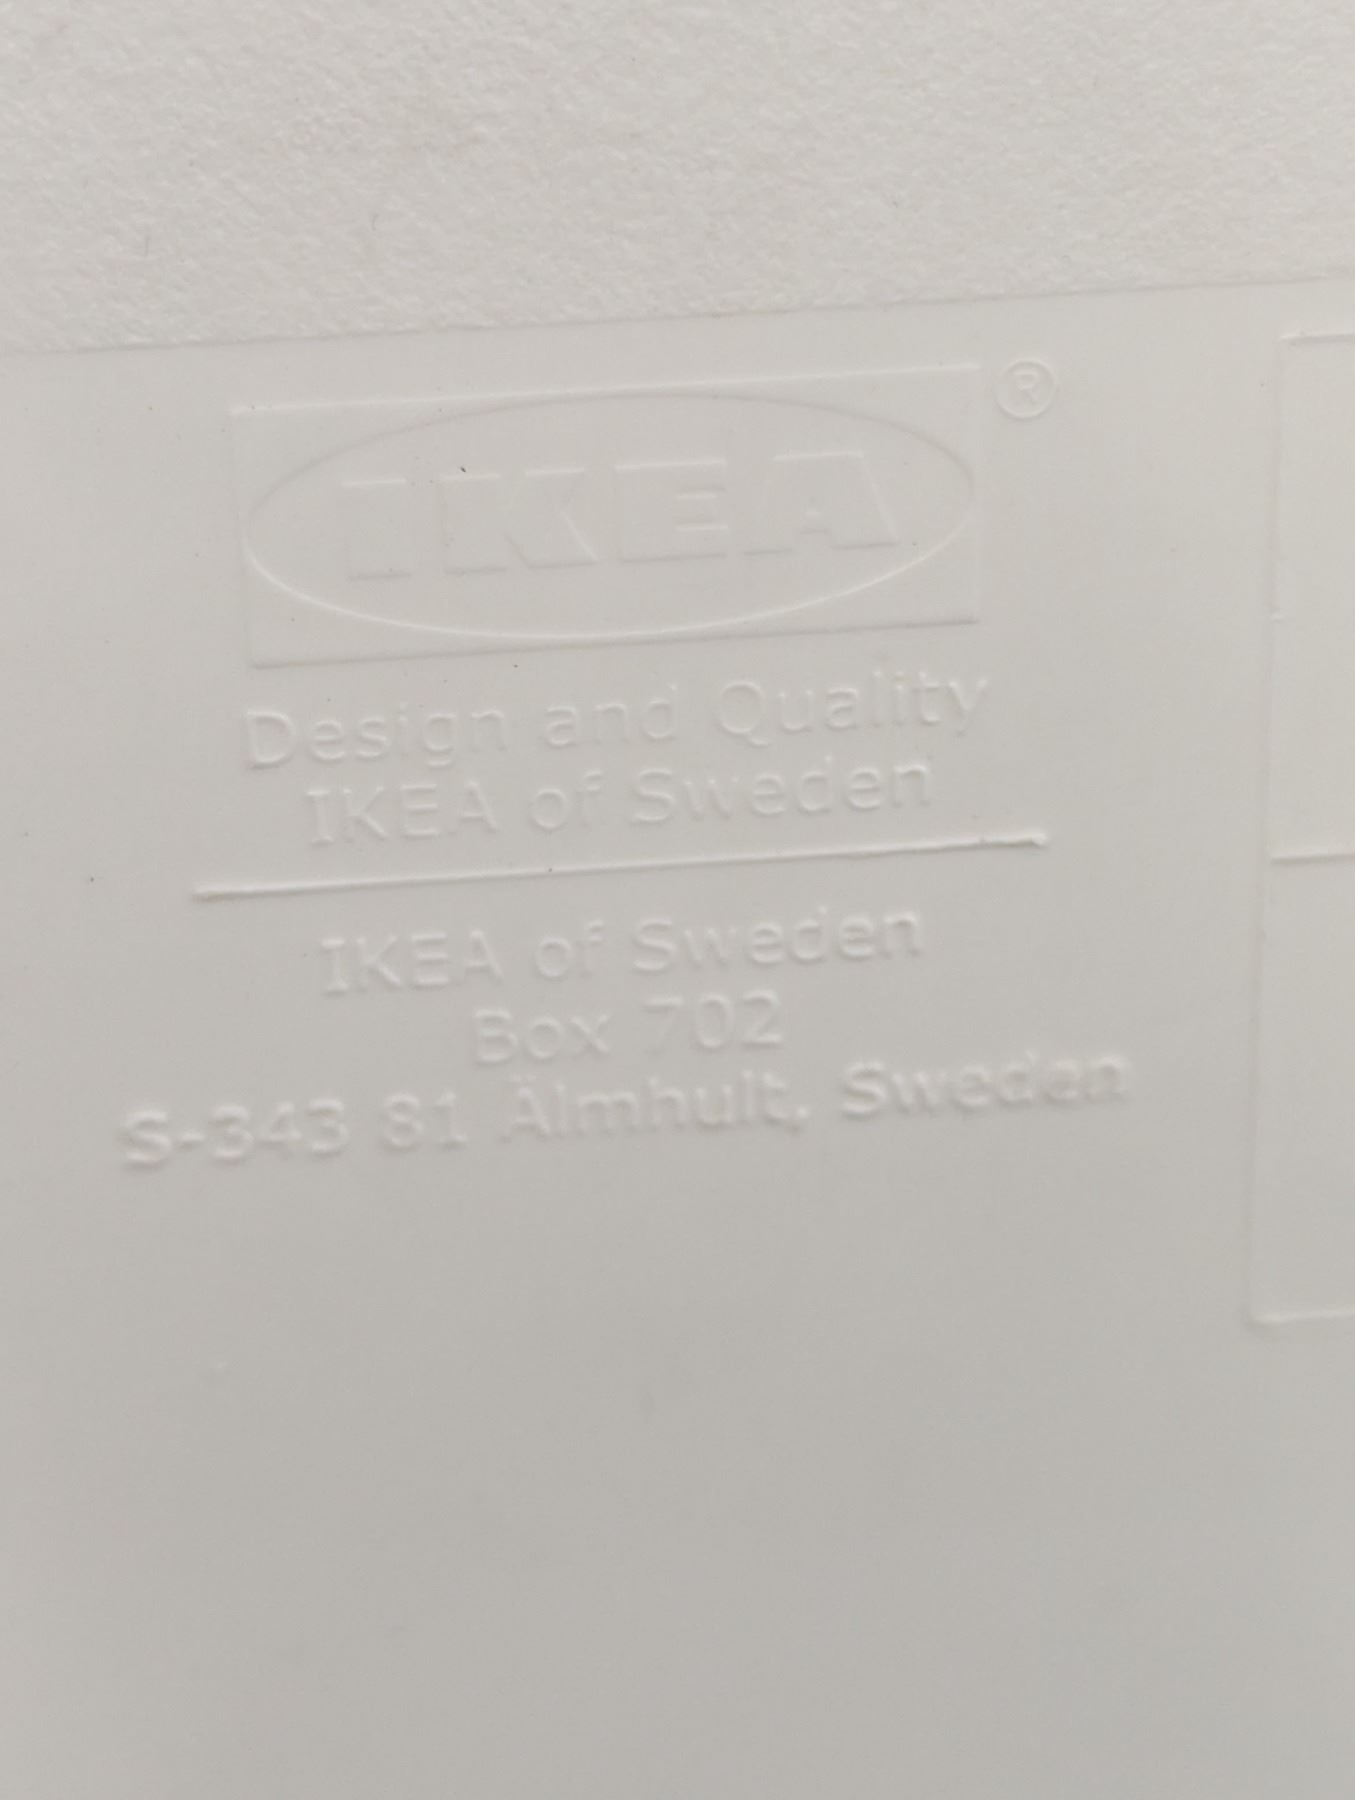 IKEA®
Design and Quality
IKEA of Sweden
IKEA of Sweden
Box 702
S-343 81 Älmhult, Sweden